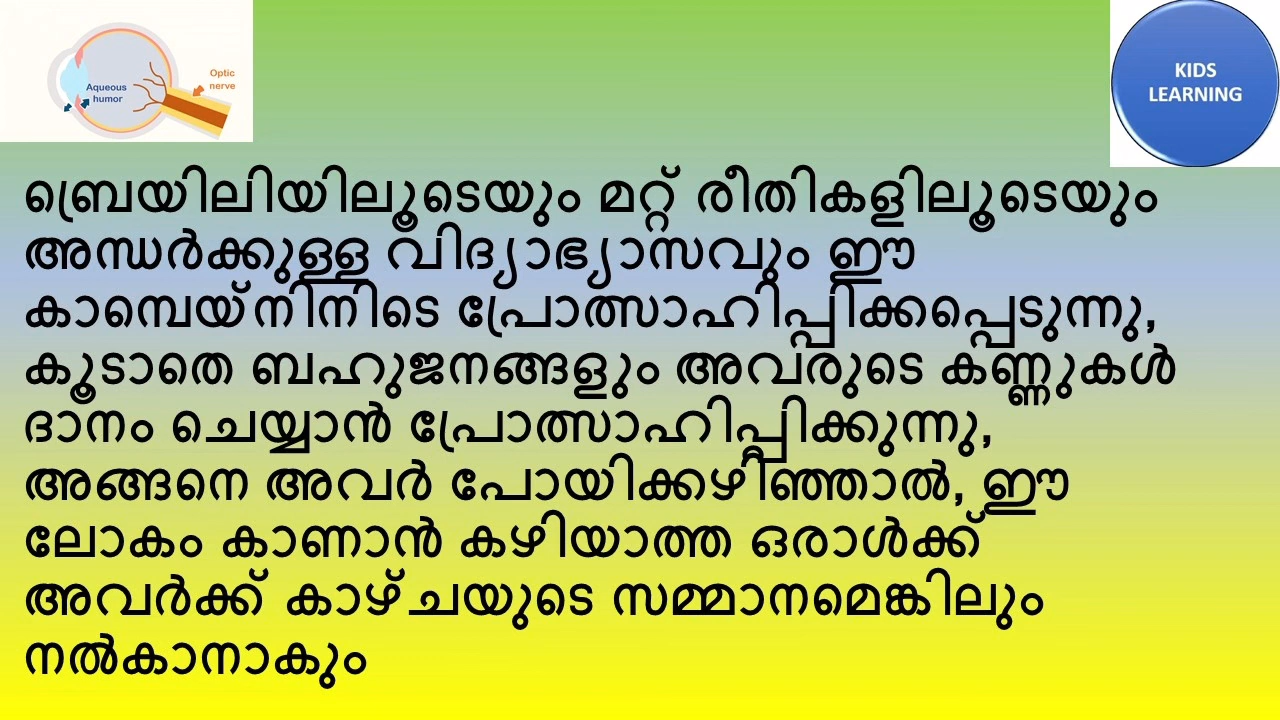 Aqueous
humor
Optic
nerve
KIDS
LEARNING
ബ്രെയിലിയിലൂടെയും മറ്റ് രീതികളിലൂടെയും
അന്ധർക്കുള്ള വിദ്യാഭ്യാസവും ഈ
കാമ്പെയ്നിനിടെ പ്രോത്സാഹിപ്പിക്കപ്പെടുന്നു,
കൂടാതെ ബഹുജനങ്ങളും അവരുടെ കണ്ണുകൾ
ദാനം ചെയ്യാൻ പ്രോത്സാഹിപ്പിക്കുന്നു,
അങ്ങനെ അവർ പോയിക്കഴിഞ്ഞാൽ, ഈ
ലോകം കാണാൻ കഴിയാത്ത ഒരാൾക്ക്
അവർക്ക് കാഴ്ചയുടെ സമ്മാനമെങ്കിലും
നൽകാനാകും